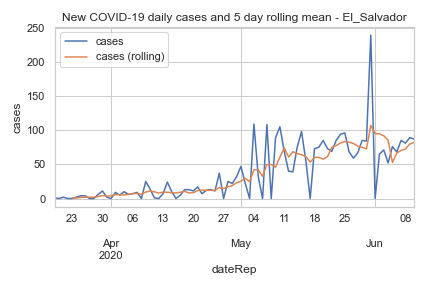 New COVID-19 daily cases and 5 day rolling mean - El_Salvador
cases
cases (rolling)
250
200
150
100
50
0
cases
23 30 06 13 20 27 04 11 18 25 08
Apr May Jun
2020
dateRep